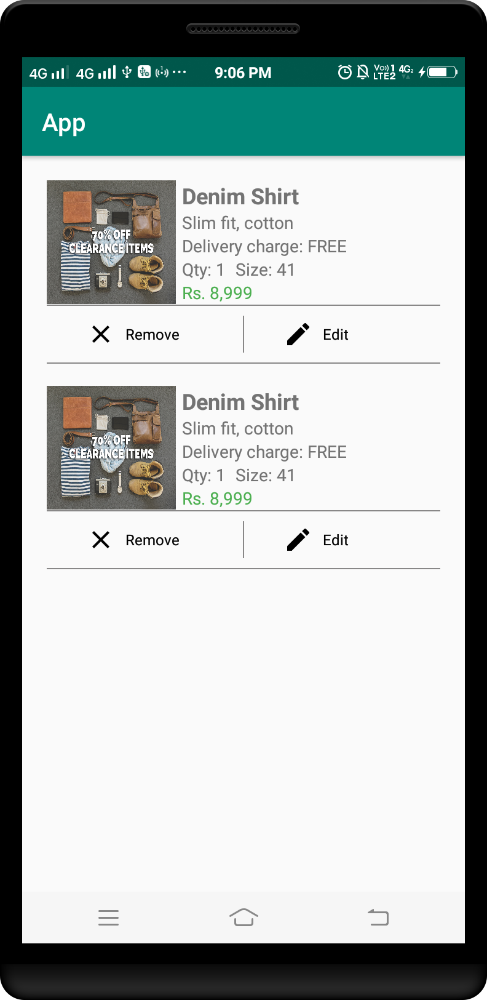 4G 4G 9:06 PM VoI) 1 LTE2 4G2
App
Denim Shirt
Slim fit, cotton
Delivery charge: FREE
Qty: 1 Size: 41
Rs. 8,999
70% OFF
CLEARANCE ITEMS
Remove Edit
Denim Shirt
Slim fit, cotton
Delivery charge: FREE
Qty: 1 Size: 41
Rs. 8,999
70% OFF
CLEARANCE ITEMS
Remove Edit